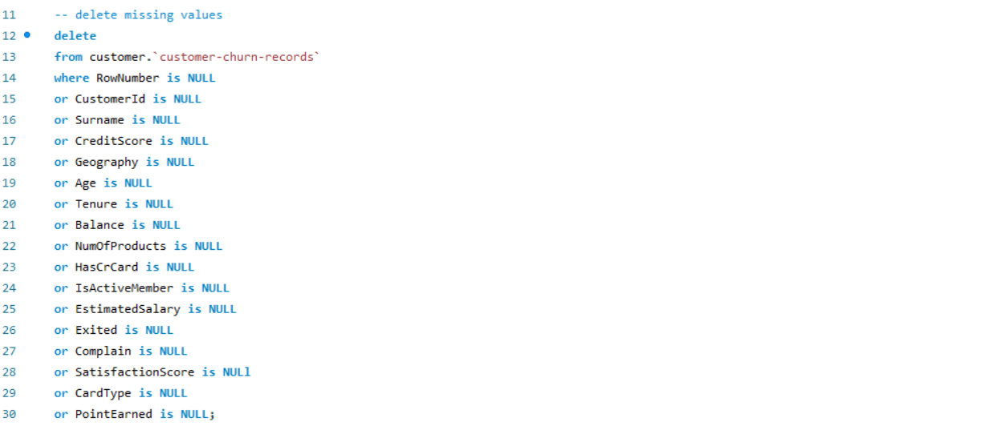 11 -- delete missing values
12 delete
13 from customer.`customer-churn-records`
14 where RowNumber is NULL
15 or CustomerId is NULL
16 or Surname is NULL
17 or CreditScore is NULL
18 or Geography is NULL
19 or Age is NULL
20 or Tenure is NULL
21 or Balance is NULL
22 or NumOfProducts is NULL
23 or HasCrCard is NULL
24 or IsActiveMember is NULL
25 or EstimatedSalary is NULL
26 or Exited is NULL
27 or Complain is NULL
28 or SatisfactionScore is NULl
29 or CardType is NULL
30 or PointEarned is NULL;